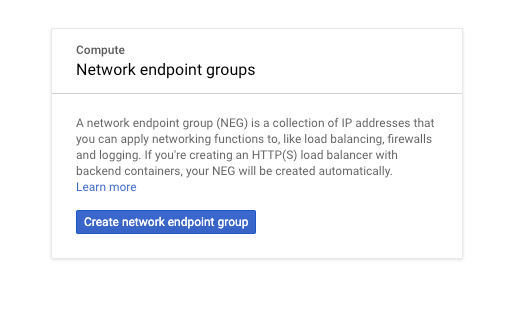 Compute
Network endpoint groups
A network endpoint group (NEG) is a collection of IP addresses that
you can apply networking functions to, like load balancing, firewalls
and logging. If you're creating an HTTP(S) load balancer with
backend containers, your NEG will be created automatically.
Learn more
Create network endpoint group